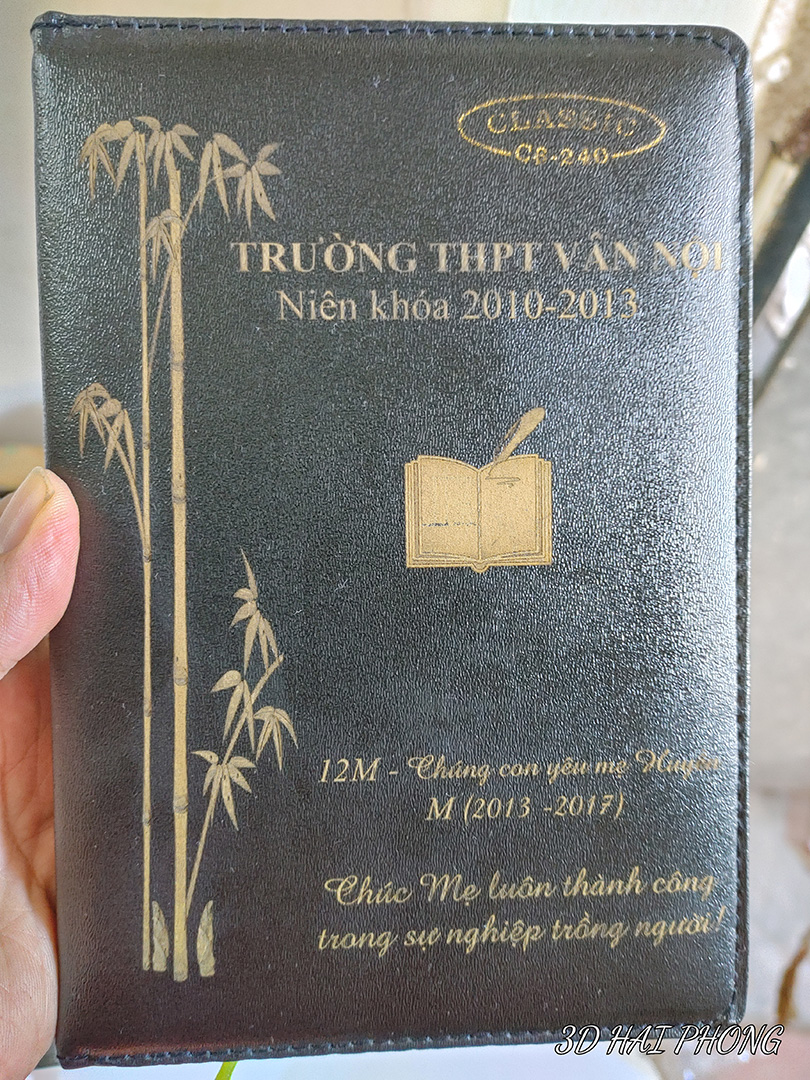 CLASSIC
CS-240
TRƯỜNG THPT VÂN NỘI
Niên khóa 2010-2013
12M - Chúng con yêu mẹ Huyền
M (2013 -2017)
Chúc Mẹ luôn thành công
trong sự nghiệp trồng người!
3D HAI PHONG